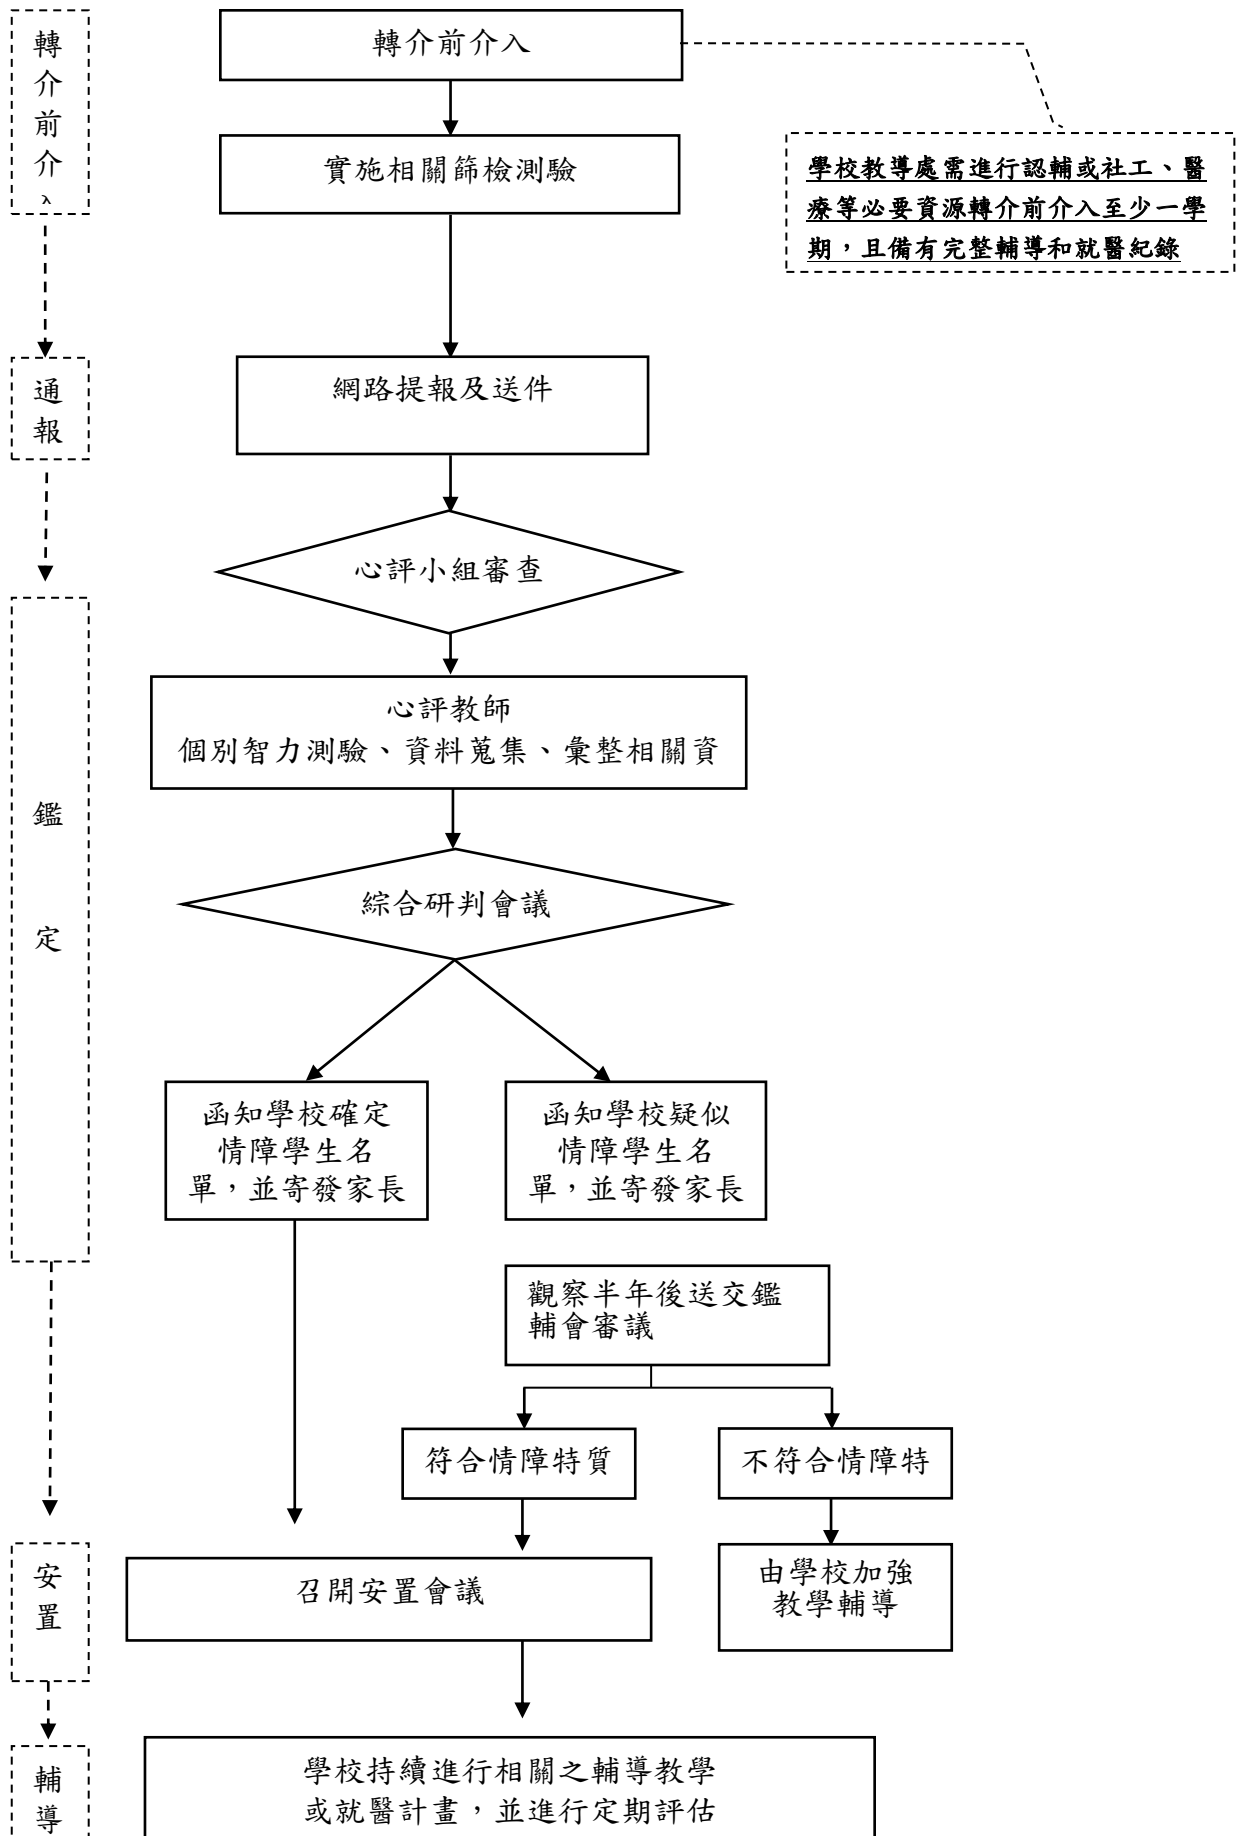 轉介前介入
轉介前介入
實施相關篩檢測驗
學校教導處需進行認輔或社工、醫
療等必要資源轉介前介入至少一學
期，且備有完整輔導和就醫紀錄
通報
網路提報及送件
心評小組審查
心評教師
個別智力測驗、資料蒐集、彙整相關資
鑑定
綜合研判會議
函知學校確定
情障學生名
單，並寄發家長
函知學校疑似
情障學生名
單，並寄發家長
觀察半年後送交鑑
輔會審議
符合情障特質
不符合情障特
安置
召開安置會議
由學校加強
教學輔導
輔導
學校持續進行相關之輔導教學
或就醫計畫，並進行定期評估